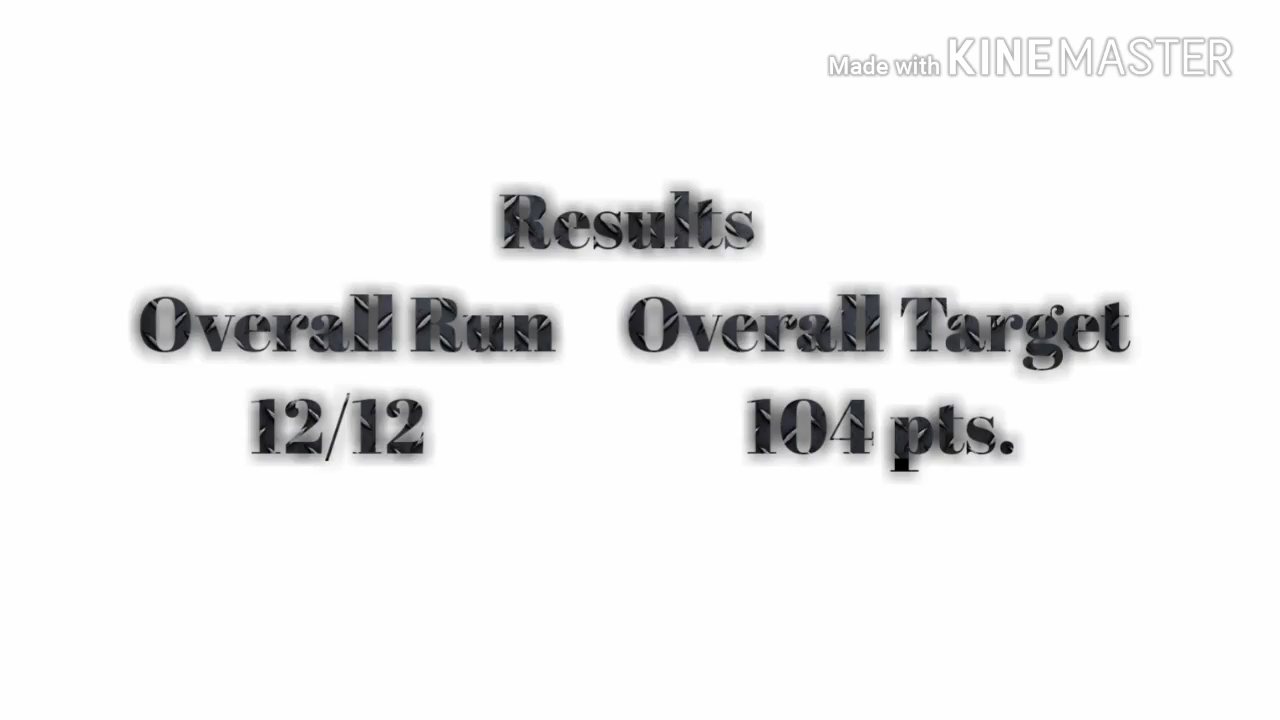 Made with KINEMASTER
Results
Overall Run Overall Target
12/12 104 pts.